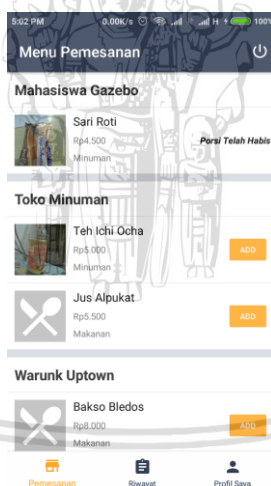 5:02 PM 0.00K/s H 100%
Menu Pemesanan
Mahasiswa Gazebo
Sari Roti
Rp4.500
Porsi Telah Habis
Minuman
Toko Minuman
Teh Ichi Ocha
Rp5.000
ADD
Minuman
Jus Alpukat
Rp5.500
ADD
Makanan
Warunk Uptown
Bakso Bledos
Rp8.000
ADD
Makanan
Pemesanan Riwayat Profil Saya